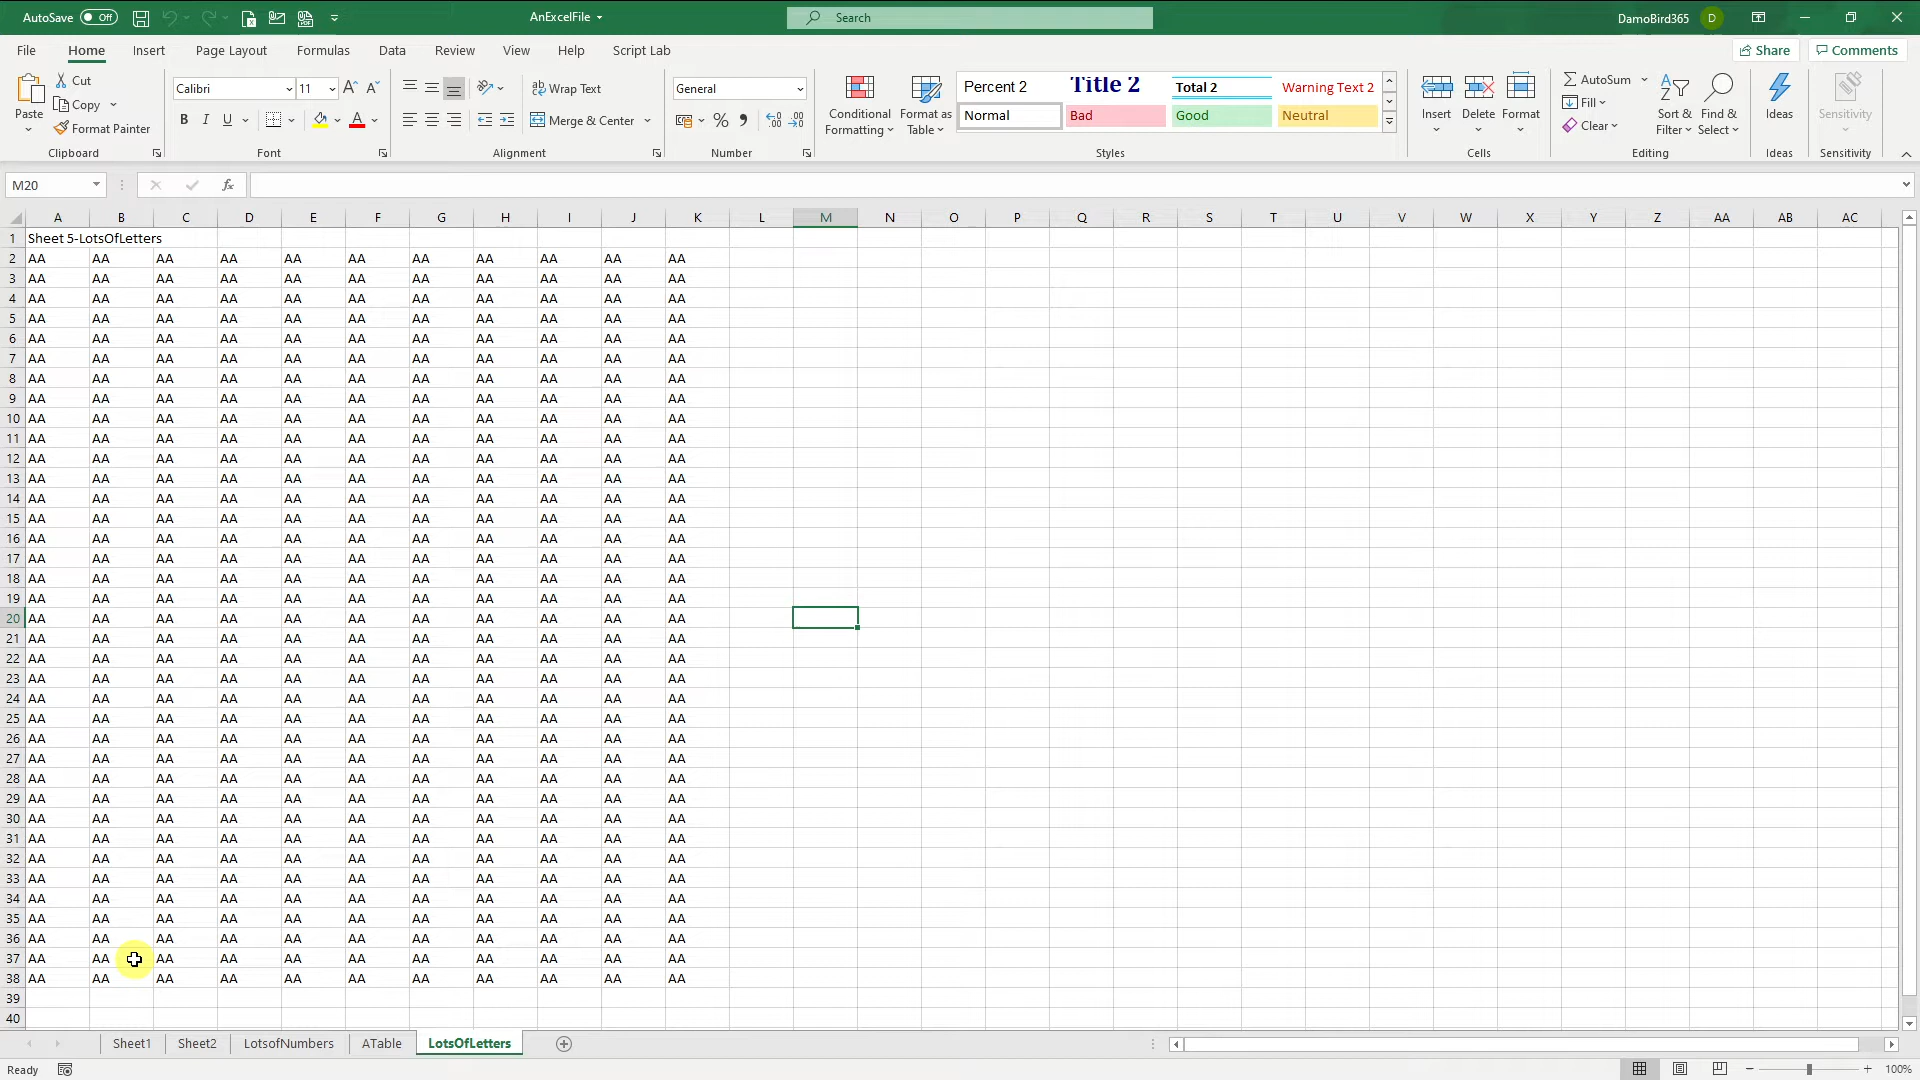 AutoSave Off AnExcelFile Search DamoBird365 D
File Home Insert Page Layout Formulas Data Review View Help Script Lab Share Comments
Paste Cut Copy Format Painter Clipboard
Calibri 11 A A B I U A Font
ab Wrap Text Merge & Center Alignment
General % 9 Number
Conditional Formatting Format as Table
Percent 2 Title 2 Total 2 Warning Text 2
Normal Bad Good Neutral
Styles
Insert Delete Format Cells
AutoSum Fill Clear Sort & Filter Find & Select Editing
Ideas Ideas
Sensitivity Sensitivity
M20 fx
A B C D E F G H I J K L M N O P Q R S T U V W X Y Z AA AB AC
1 Sheet 5-LotsOfLetters
2 AA AA AA AA AA AA AA AA AA AA AA
3 AA AA AA AA AA AA AA AA AA AA AA
4 AA AA AA AA AA AA AA AA AA AA AA
5 AA AA AA AA AA AA AA AA AA AA AA
6 AA AA AA AA AA AA AA AA AA AA AA
7 AA AA AA AA AA AA AA AA AA AA AA
8 AA AA AA AA AA AA AA AA AA AA AA
9 AA AA AA AA AA AA AA AA AA AA AA
10 AA AA AA AA AA AA AA AA AA AA AA
11 AA AA AA AA AA AA AA AA AA AA AA
12 AA AA AA AA AA AA AA AA AA AA AA
13 AA AA AA AA AA AA AA AA AA AA AA
14 AA AA AA AA AA AA AA AA AA AA AA
15 AA AA AA AA AA AA AA AA AA AA AA
16 AA AA AA AA AA AA AA AA AA AA AA
17 AA AA AA AA AA AA AA AA AA AA AA
18 AA AA AA AA AA AA AA AA AA AA AA
19 AA AA AA AA AA AA AA AA AA AA AA
20 AA AA AA AA AA AA AA AA AA AA AA
21 AA AA AA AA AA AA AA AA AA AA AA
22 AA AA AA AA AA AA AA AA AA AA AA
23 AA AA AA AA AA AA AA AA AA AA AA
24 AA AA AA AA AA AA AA AA AA AA AA
25 AA AA AA AA AA AA AA AA AA AA AA
26 AA AA AA AA AA AA AA AA AA AA AA
27 AA AA AA AA AA AA AA AA AA AA AA
28 AA AA AA AA AA AA AA AA AA AA AA
29 AA AA AA AA AA AA AA AA AA AA AA
30 AA AA AA AA AA AA AA AA AA AA AA
31 AA AA AA AA AA AA AA AA AA AA AA
32 AA AA AA AA AA AA AA AA AA AA AA
33 AA AA AA AA AA AA AA AA AA AA AA
34 AA AA AA AA AA AA AA AA AA AA AA
35 AA AA AA AA AA AA AA AA AA AA AA
36 AA AA AA AA AA AA AA AA AA AA AA
37 AA AA AA AA AA AA AA AA AA AA AA
38 AA AA AA AA AA AA AA AA AA AA AA
39
40
Sheet1 Sheet2 LotsofNumbers ATable LotsOfLetters
Ready 100%